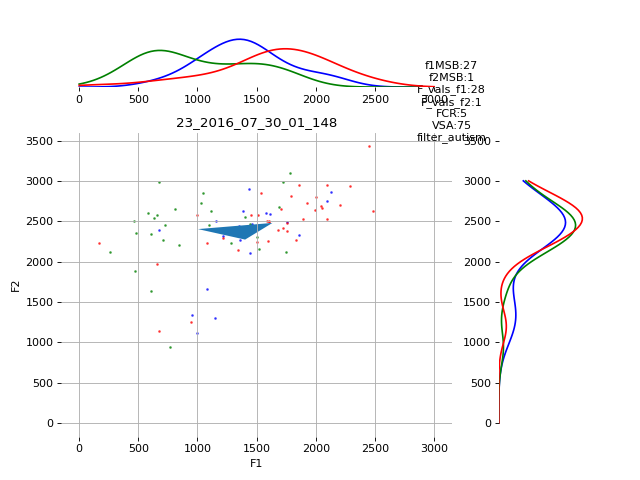 f1MSB:27
f2MSB:1
F_vals_f1:28
F_vals_f2:1
FCR:5
VSA:75
filter_autism
0 500 1000 1500 2000 2500 3000
23_2016_07_30_01_148
3500 3500
3000 3000
2500 2500
2000 2000
1500 1500
1000 1000
500 500
0 0
F2
0 500 1000 1500 2000 2500 3000
F1